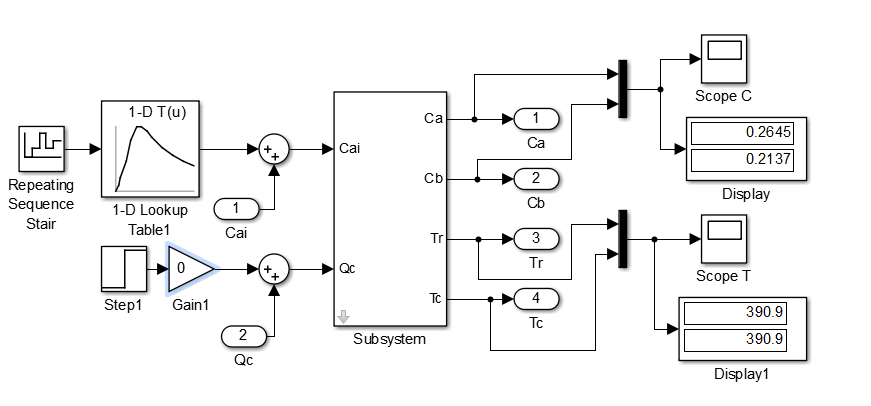 Repeating
Sequence
Stair
1-D T(u)
1-D Lookup
Table1
1
Cai
Step1
0
Gain1
2
Qc
Cai
Qc
Ca
Cb
Tr
Tc
Subsystem
1
Ca
2
Cb
3
Tr
4
Tc
Scope C
0.2645
0.2137
Display
Scope T
390.9
390.9
Display1